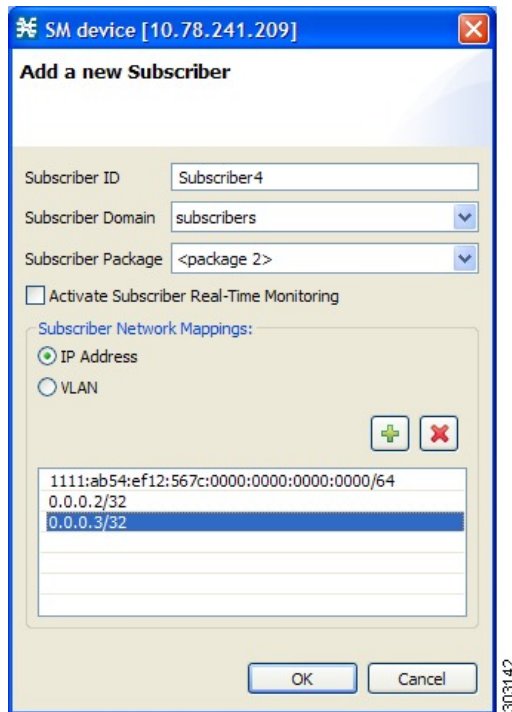 SM device [10.78.241.209]
Add a new Subscriber
Subscriber ID Subscriber4
Subscriber Domain subscribers
Subscriber Package <package 2>
Activate Subscriber Real-Time Monitoring
Subscriber Network Mappings:
IP Address
VLAN
1111:ab54:ef12:567c:0000:0000:0000:0000/64
0.0.0.2/32
0.0.0.3/32
OK Cancel
303142